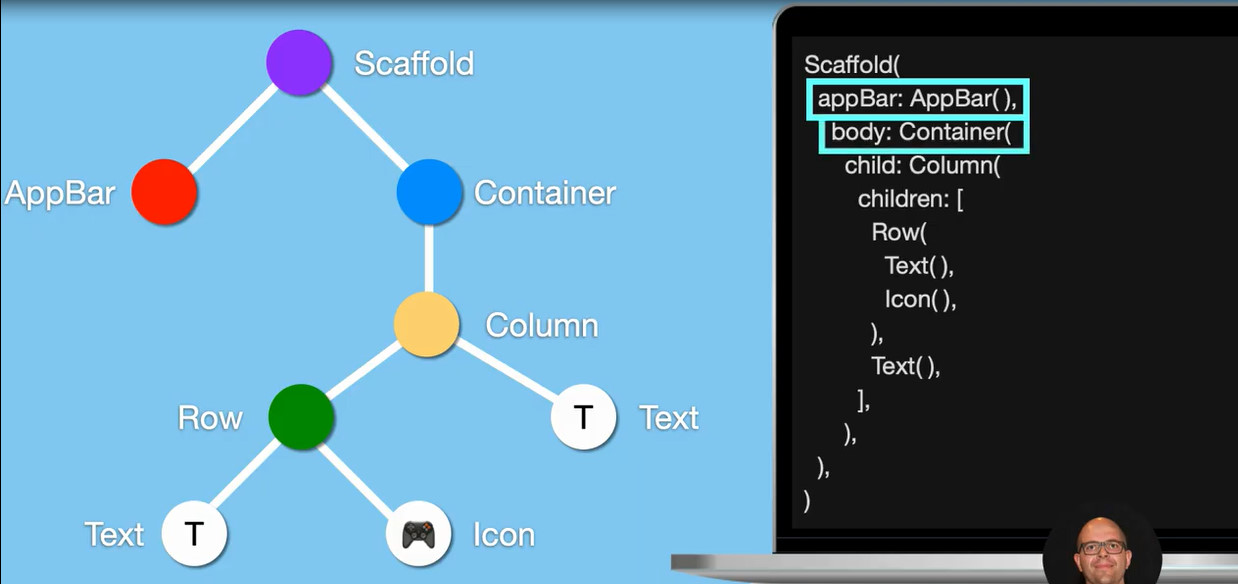 Scaffold
AppBar
Container
Column
Row
T
Text
Text
T
Icon
Scaffold(
appBar: AppBar( ),
body: Container(
child: Column(
children: [
Row(
Text( ),
Icon( ),
),
Text( ),
],
),
),
)